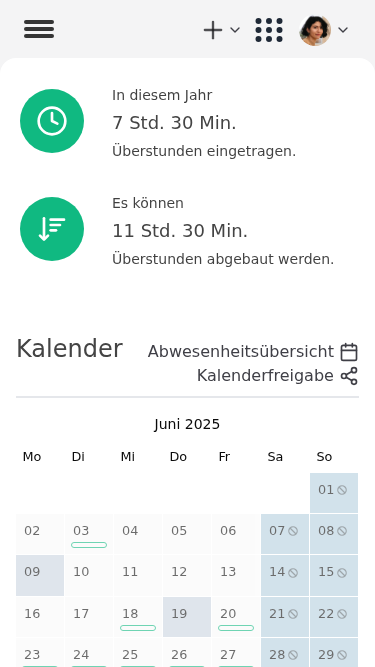 In diesem Jahr
7 Std. 30 Min.
Überstunden eingetragen.
Es können
11 Std. 30 Min.
Überstunden abgebaut werden.
Kalender
Abwesenheitsübersicht
Kalenderfreigabe
Juni 2025
Mo Di Mi Do Fr Sa So
01
02 03 04 05 06 07 08
09 10 11 12 13 14 15
16 17 18 19 20 21 22
23 24 25 26 27 28 29